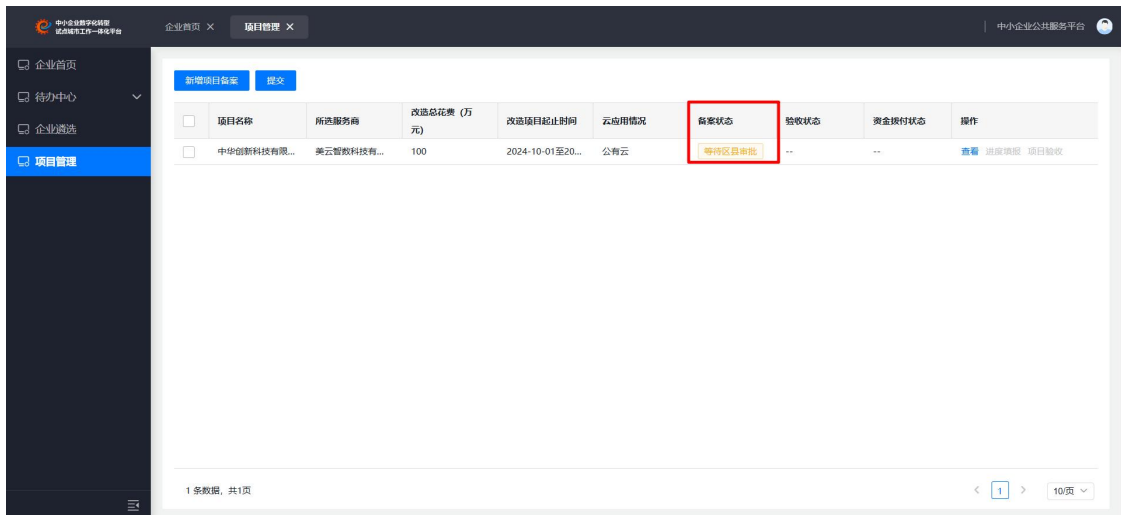 中小企业数字化转型
试点城市工作一体化平台
企业首页
项目管理
中小企业公共服务平台
企业首页
待办中心
企业遴选
项目管理
新增项目备案
提交
项目名称
所选服务商
改造总花费（万
元）
改造项目起止时间
云应用情况
备案状态
验收状态
资金拨付状态
操作
中华创新科技有限...
美云智数科技有...
100
2024-10-01至20...
公有云
等待区县审批
--
--
查看 进度填报 项目验收
1 条数据，共1页
1
10/页